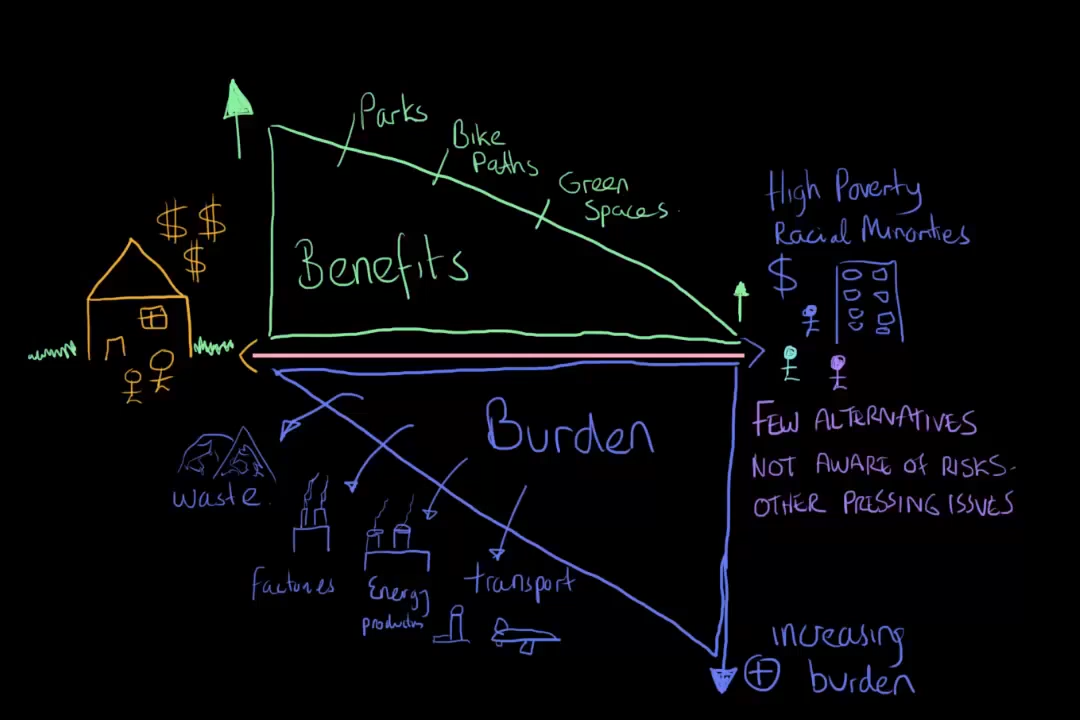 Parks
Bike
Paths
Green
Spaces.
High Poverty
Racial Minorities
$ $
$
$
Benefits
Burden
FEW ALTERNATIVES
NOT AWARE OF RISKS.
OTHER PRESSING ISSUES
waste.
Factories
Energy
production
transport
increasing
+ burden